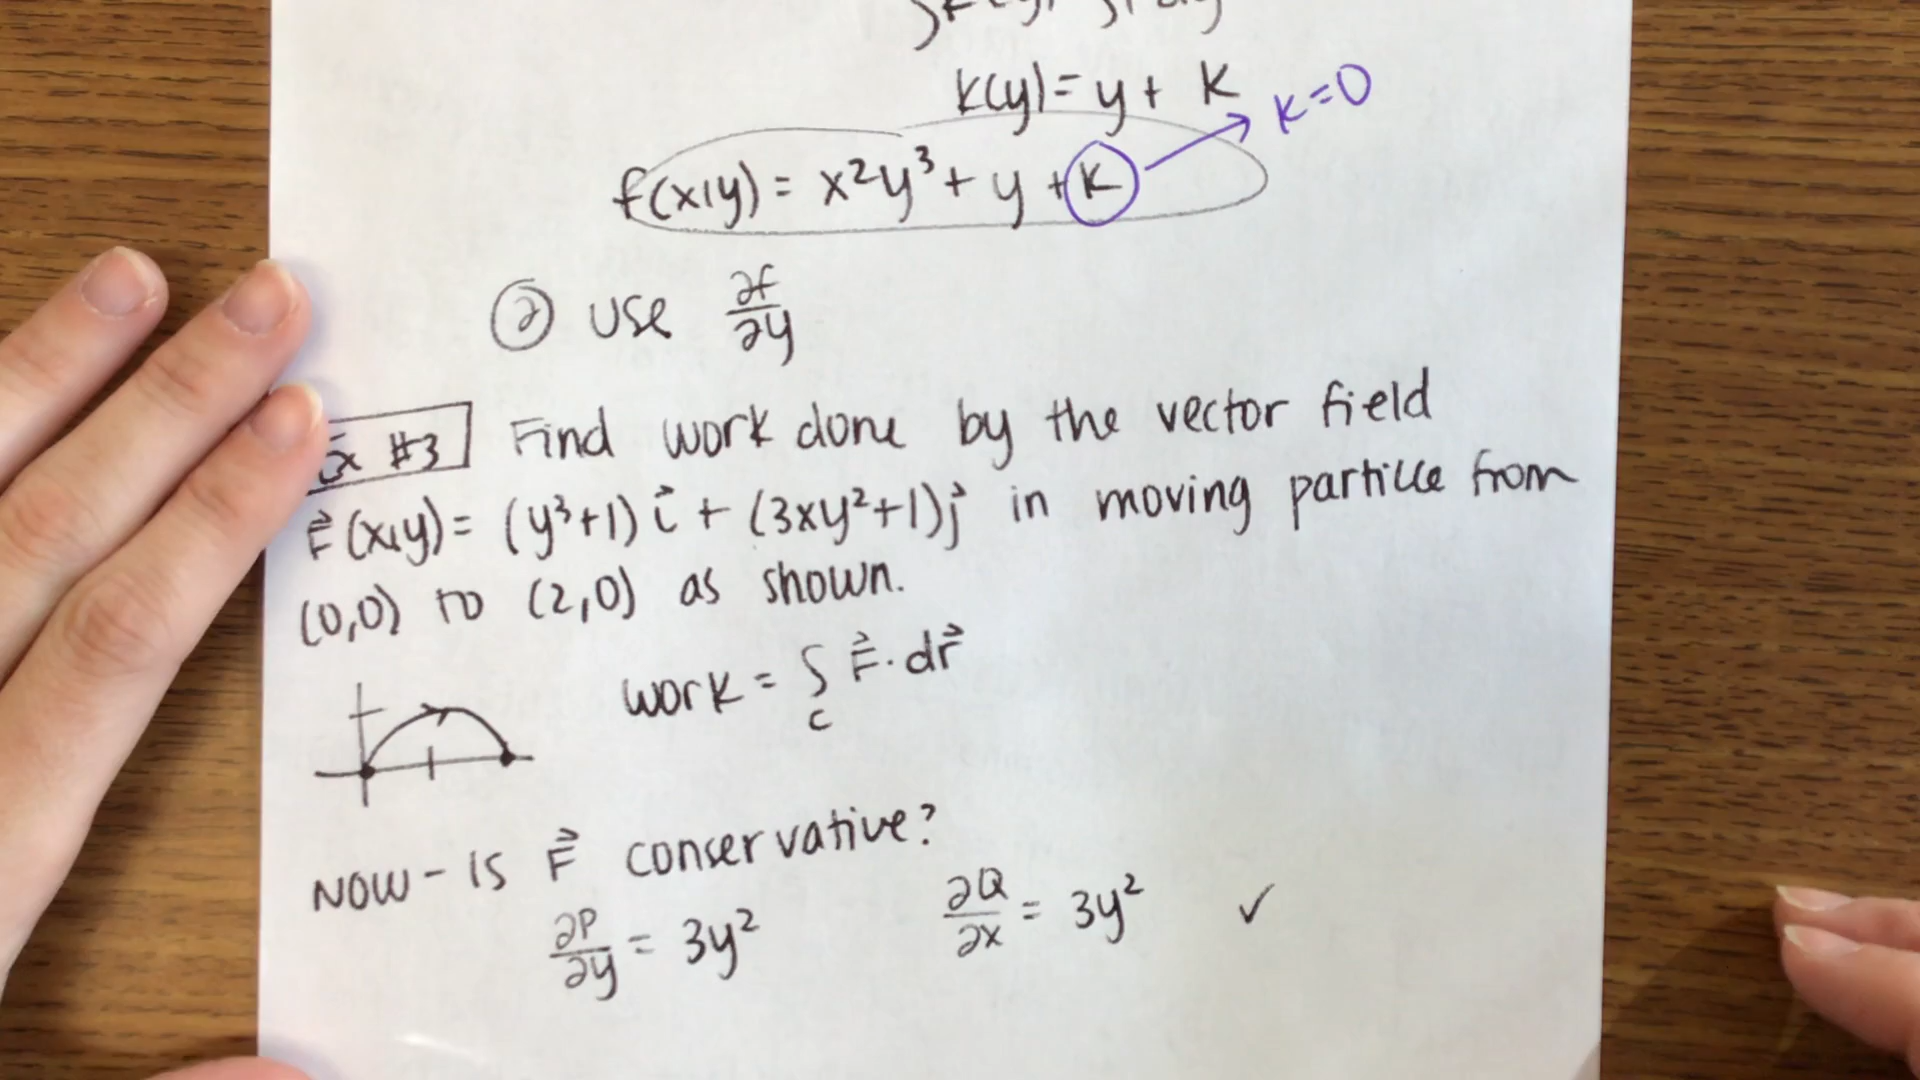 k(y) = y + K
K=0
f(x,y) = x²y³ + y + K
② use ∂f/∂y
Ex #3 Find work done by the vector field
F⃗(x,y) = (y³+1) i⃗ + (3xy²+1) j⃗ in moving particle from
(0,0) to (2,0) as shown.
work = ∫_C F⃗ · dr⃗
NOW - is F⃗ conservative?
∂P/∂y = 3y² ∂Q/∂x = 3y² ✓